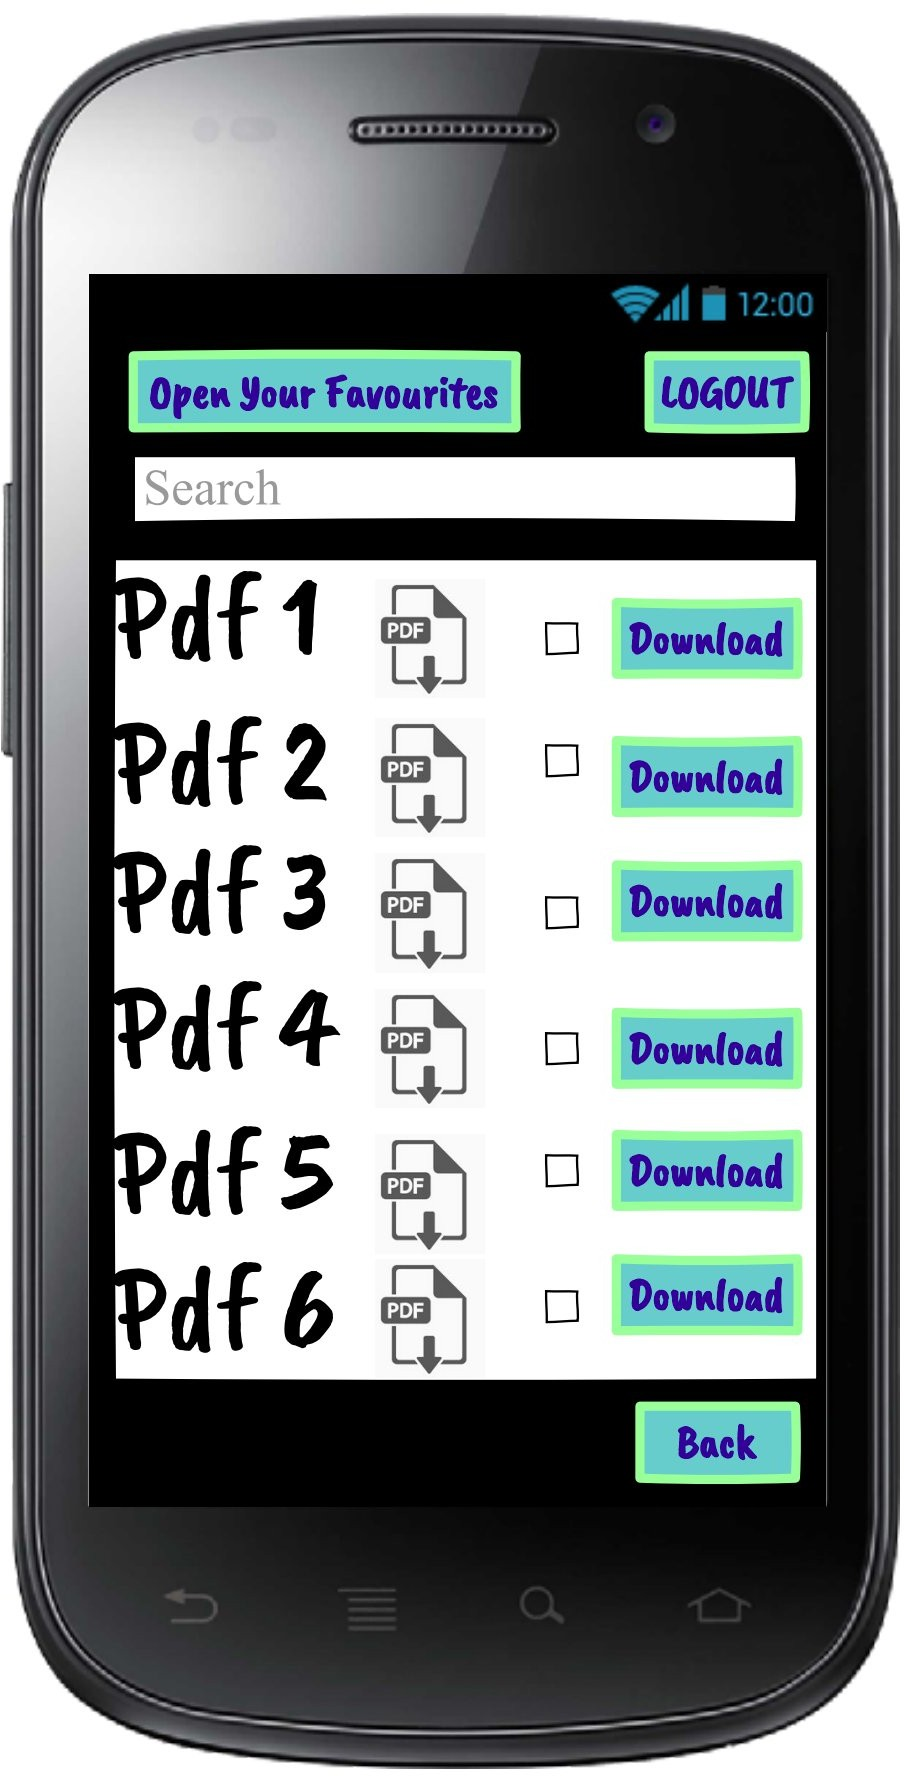 12:00
Open Your Favourites LOGOUT
Search
Pdf 1 PDF Download
Pdf 2 PDF Download
Pdf 3 PDF Download
Pdf 4 PDF Download
Pdf 5 PDF Download
Pdf 6 PDF Download
Back